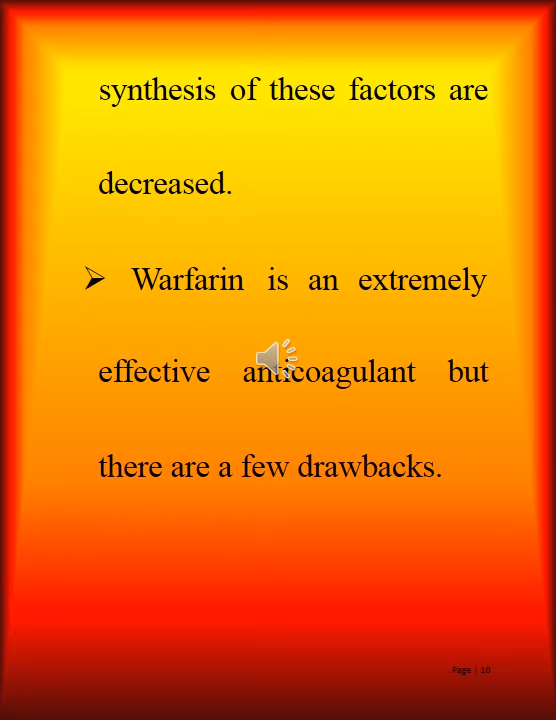 synthesis of these factors are
decreased.
➢ Warfarin is an extremely
effective anticoagulant but
there are a few drawbacks.
Page | 10